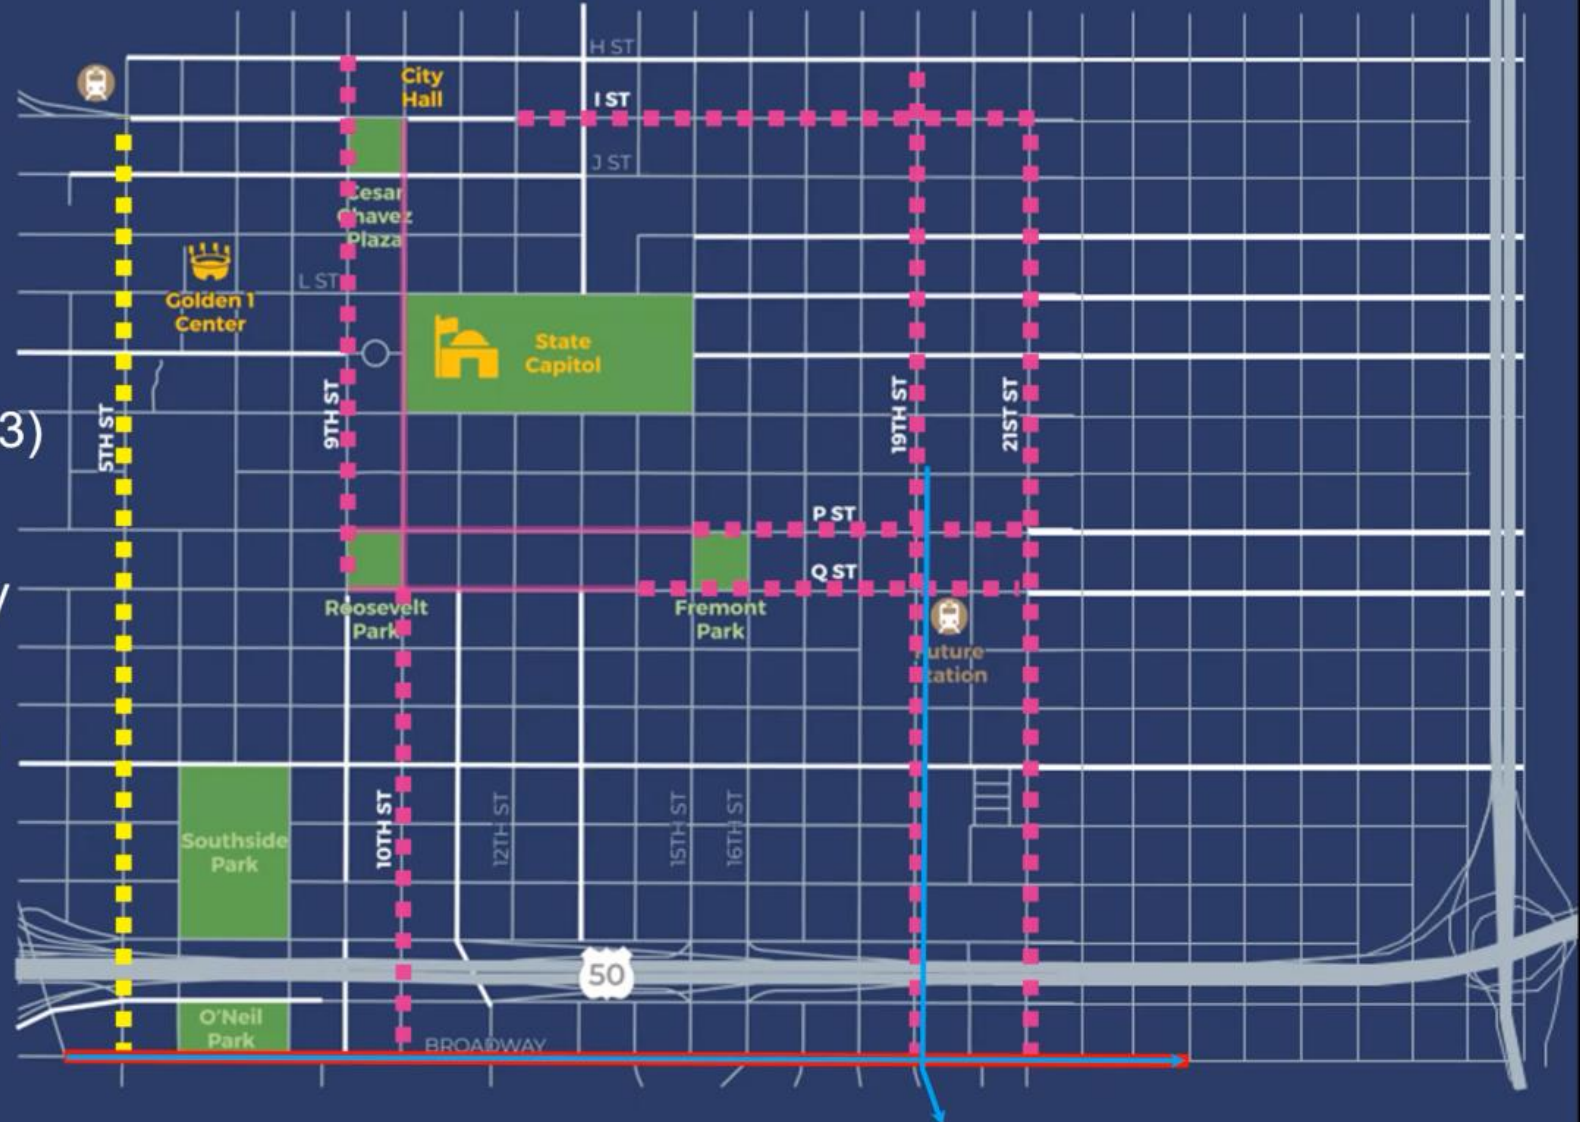 H ST
City
Hall
I ST
J ST
Cesar
Chavez
Plaza
L ST
Golden 1
Center
State
Capitol
3)
5TH ST
9TH ST
19TH ST
21ST ST
P ST
Q ST
Roosevelt
Park
Fremont
Park
Future
Station
10TH ST
12TH ST
15TH ST
16TH ST
Southside
Park
50
O'Neil
Park
BROADWAY